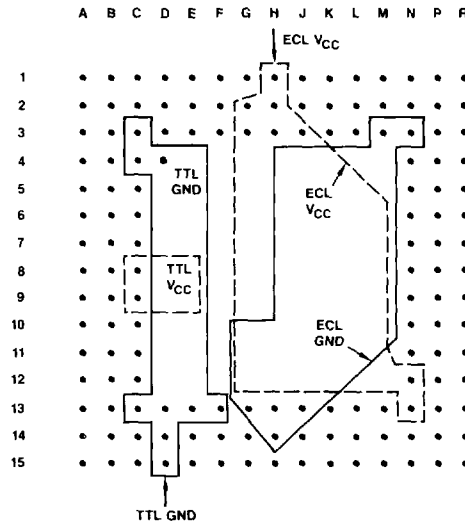 A B C D E F G H J K L M N P R
ECL VCC
1
2
3
4
TTL
GND
5
ECL
VCC
6
7
8
TTL
VCC
9
10
ECL
GND
11
12
13
14
15
TTL GND